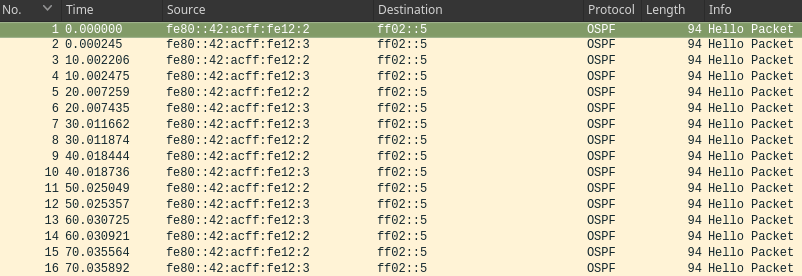 No. Time Source Destination Protocol Length Info
1 0.000000 fe80::42:acff:fe12:2 ff02::5 OSPF 94 Hello Packet
2 0.000245 fe80::42:acff:fe12:3 ff02::5 OSPF 94 Hello Packet
3 10.002206 fe80::42:acff:fe12:2 ff02::5 OSPF 94 Hello Packet
4 10.002475 fe80::42:acff:fe12:3 ff02::5 OSPF 94 Hello Packet
5 20.007259 fe80::42:acff:fe12:2 ff02::5 OSPF 94 Hello Packet
6 20.007435 fe80::42:acff:fe12:3 ff02::5 OSPF 94 Hello Packet
7 30.011662 fe80::42:acff:fe12:3 ff02::5 OSPF 94 Hello Packet
8 30.011874 fe80::42:acff:fe12:2 ff02::5 OSPF 94 Hello Packet
9 40.018444 fe80::42:acff:fe12:2 ff02::5 OSPF 94 Hello Packet
10 40.018736 fe80::42:acff:fe12:3 ff02::5 OSPF 94 Hello Packet
11 50.025049 fe80::42:acff:fe12:2 ff02::5 OSPF 94 Hello Packet
12 50.025357 fe80::42:acff:fe12:3 ff02::5 OSPF 94 Hello Packet
13 60.030725 fe80::42:acff:fe12:3 ff02::5 OSPF 94 Hello Packet
14 60.030921 fe80::42:acff:fe12:2 ff02::5 OSPF 94 Hello Packet
15 70.035564 fe80::42:acff:fe12:2 ff02::5 OSPF 94 Hello Packet
16 70.035892 fe80::42:acff:fe12:3 ff02::5 OSPF 94 Hello Packet